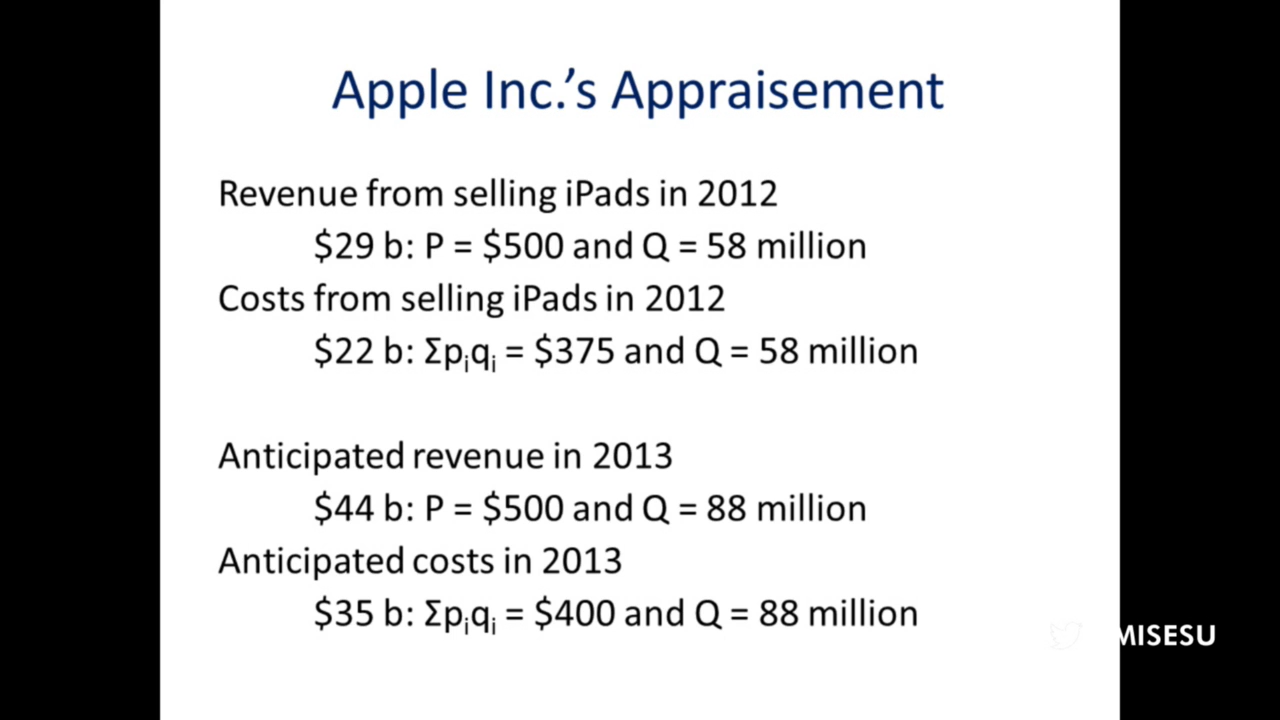 Apple Inc.’s Appraisement
Revenue from selling iPads in 2012
$29 b: P = $500 and Q = 58 million
Costs from selling iPads in 2012
$22 b: Σpᵢqᵢ = $375 and Q = 58 million
Anticipated revenue in 2013
$44 b: P = $500 and Q = 88 million
Anticipated costs in 2013
$35 b: Σpᵢqᵢ = $400 and Q = 88 million
MISESU